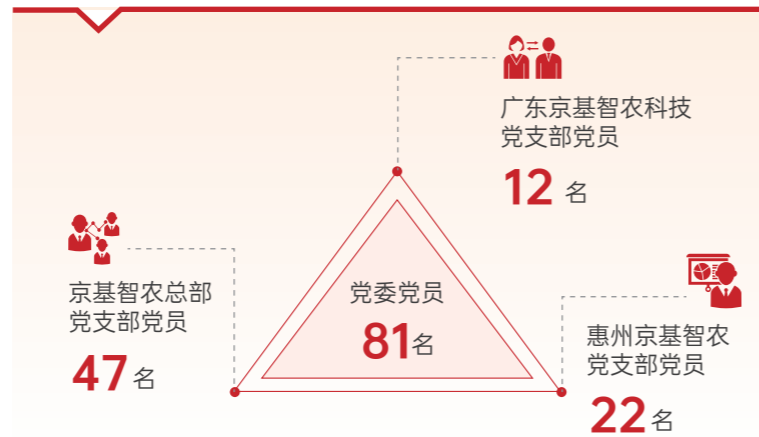 广东京基智农科技
党支部党员
12 名
京基智农总部
党支部党员
47 名
党委党员
81名
惠州京基智农
党支部党员
22 名